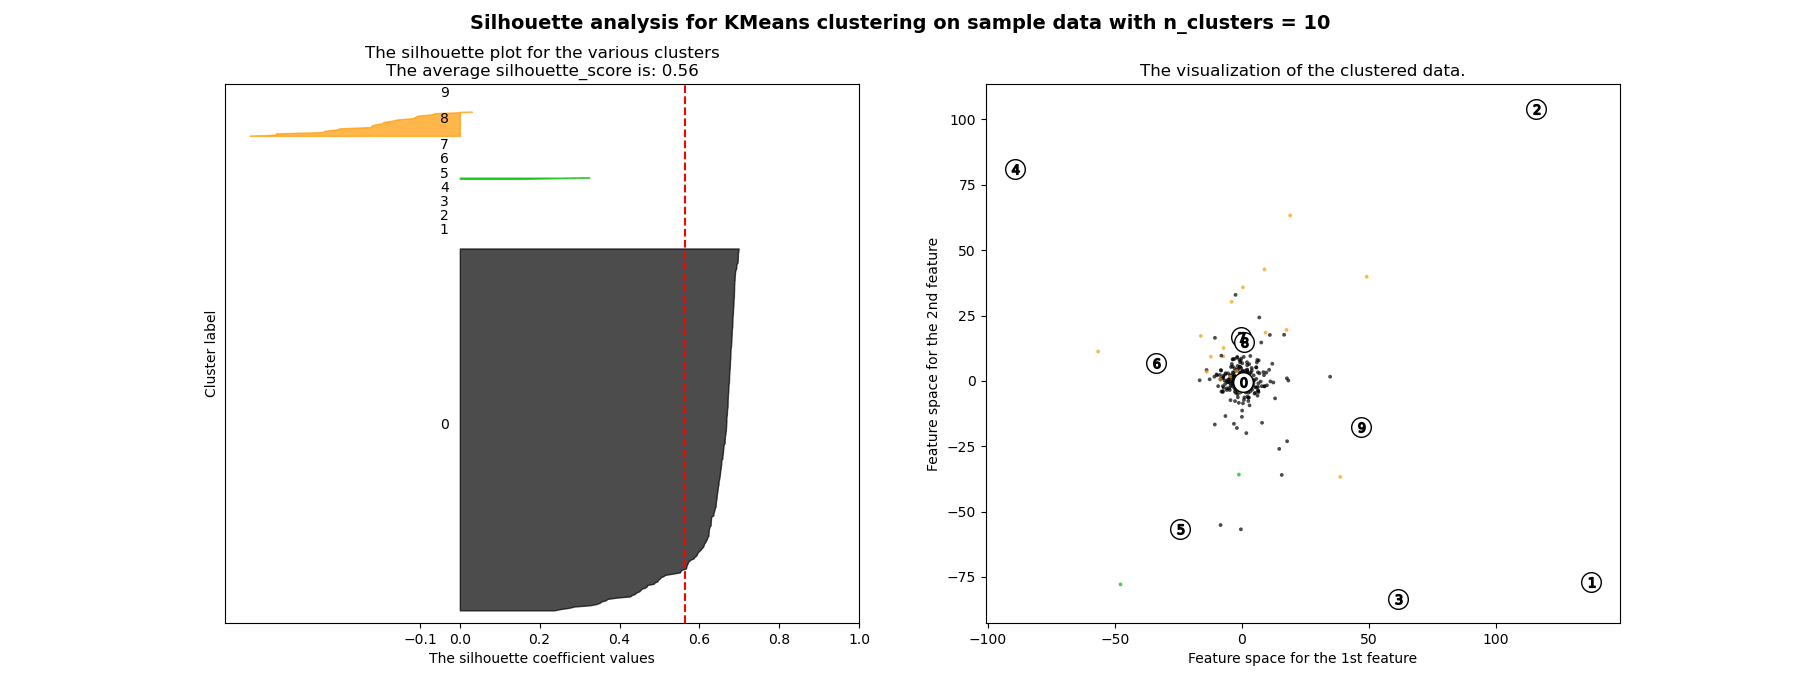 Silhouette analysis for KMeans clustering on sample data with n_clusters = 10
The silhouette plot for the various clusters
The average silhouette_score is: 0.56
9
8
7
6
5
4
3
2
1
0
Cluster label
−0.1 0.0 0.2 0.4 0.6 0.8 1.0
The silhouette coefficient values
The visualization of the clustered data.
100
75
50
25
0
−25
−50
−75
Feature space for the 2nd feature
2
4
7
8
6
0
9
5
1
3
−100 −50 0 50 100
Feature space for the 1st feature